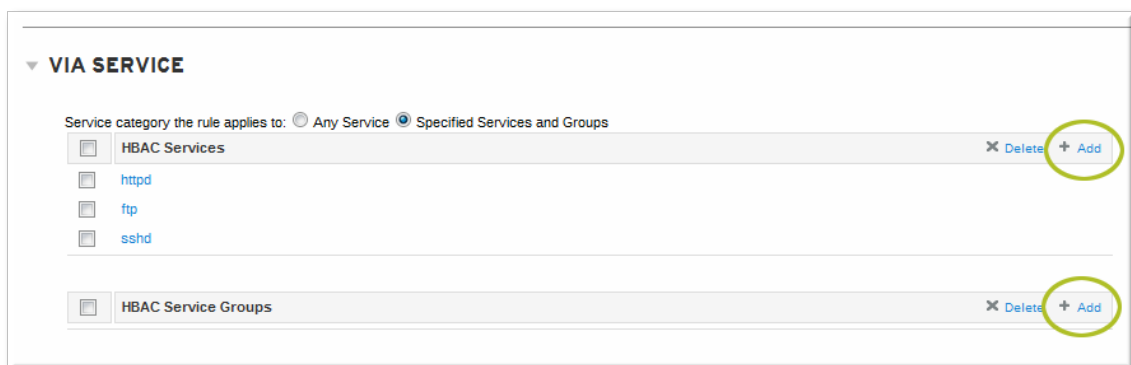 VIA SERVICE
Service category the rule applies to: Any Service Specified Services and Groups
HBAC Services Delete + Add
httpd
ftp
sshd
HBAC Service Groups Delete + Add